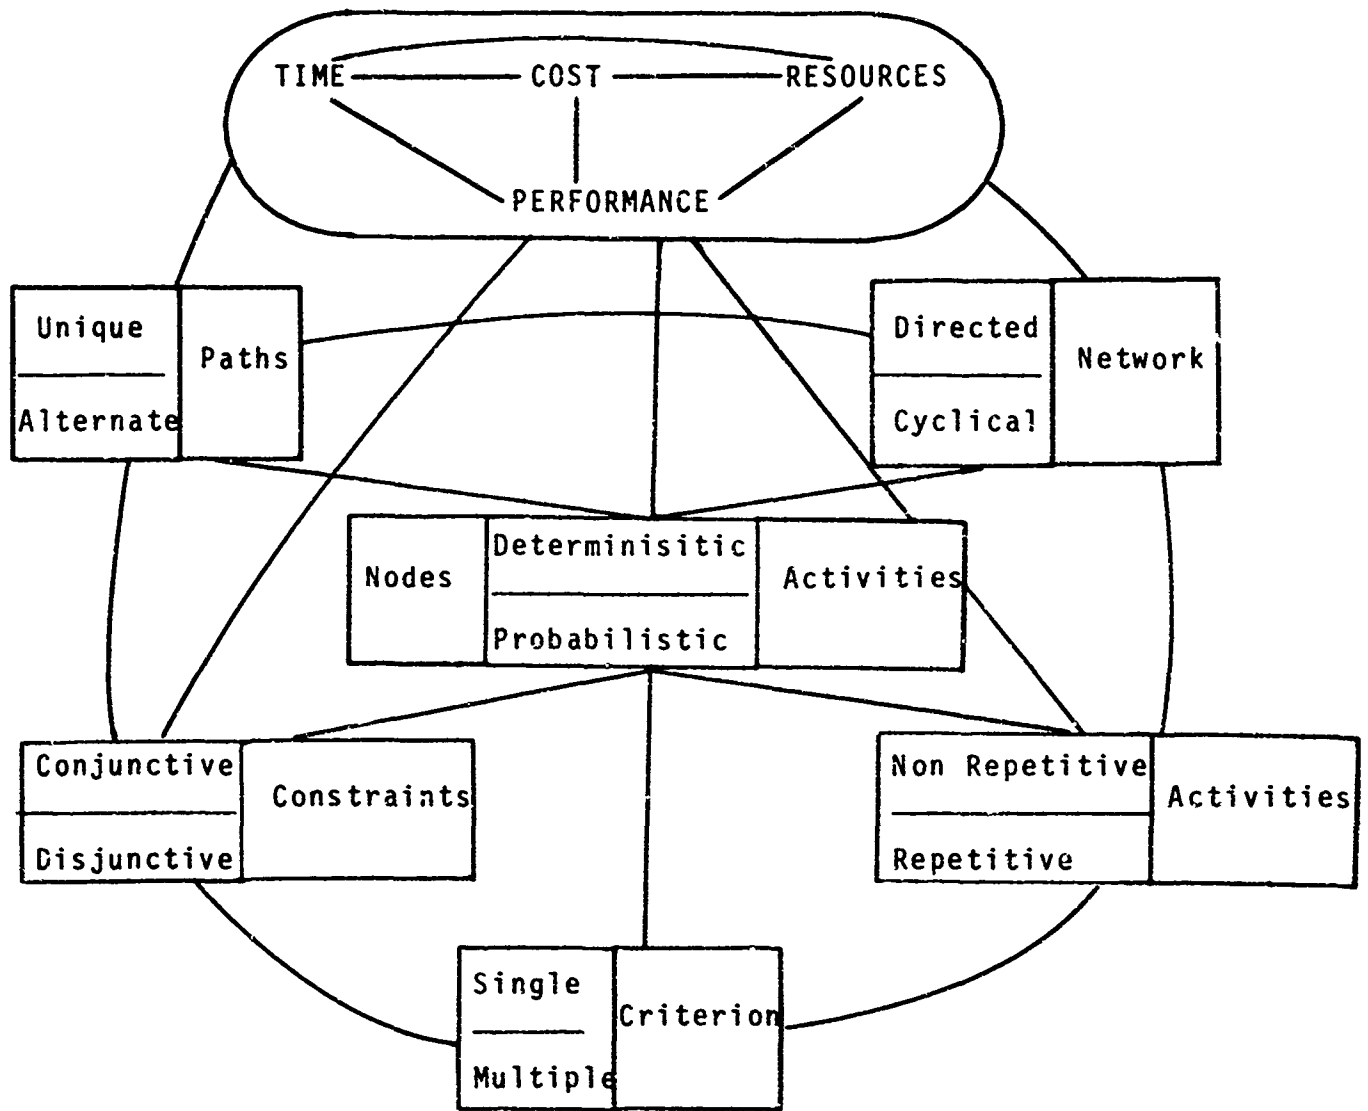 TIME COST RESOURCES
PERFORMANCE
Unique
Paths
Alternate
Directed
Network
Cyclical
Nodes
Determinisitic
Probabilistic
Activities
Conjunctive
Constraints
Disjunctive
Non Repetitive
Activities
Repetitive
Single
Criterion
Multiple